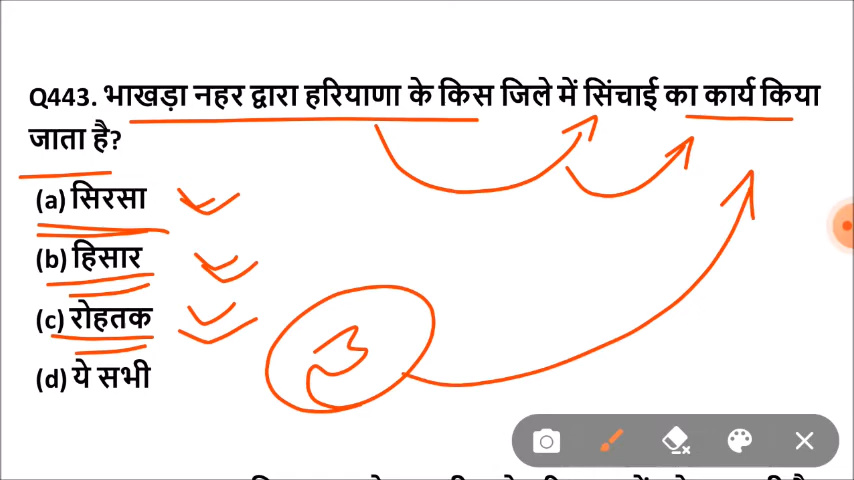 Q443. भाखड़ा नहर द्वारा हरियाणा के किस जिले में सिंचाई का कार्य किया
जाता है?
(a) सिरसा
(b) हिसार
(c) रोहतक
(d) ये सभी